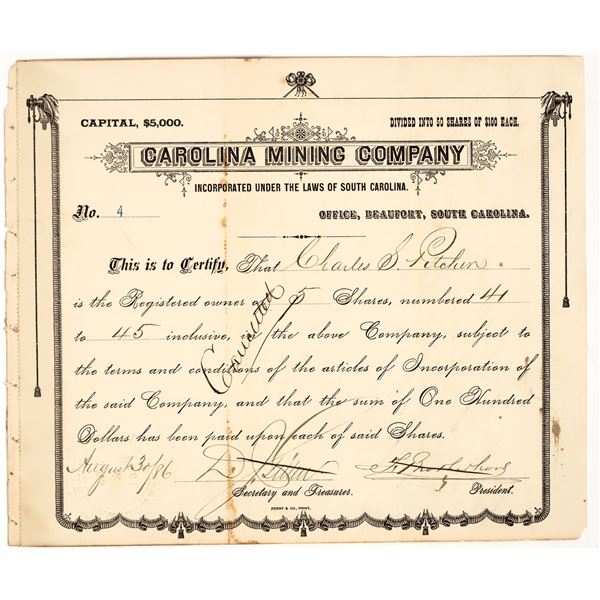 CAPITAL, $5,000. DIVIDED INTO 50 SHARES OF $100 EACH.
CAROLINA MINING COMPANY
INCORPORATED UNDER THE LAWS OF SOUTH CAROLINA.
No. 4 OFFICE, BEAUFORT, SOUTH CAROLINA.
This is to Certify, That Charles S. Pitcher
is the Registered owner of 5 Shares, numbered 41
to 45 inclusive, in the above Company, subject to
the terms and conditions of the articles of Incorporation of
the said Company, and that the sum of One Hundred
Dollars has been paid upon each of said Shares.
Cancelled
August 30/86
Secretary and Treasurer. President.
PERRY & CO., PRINT.